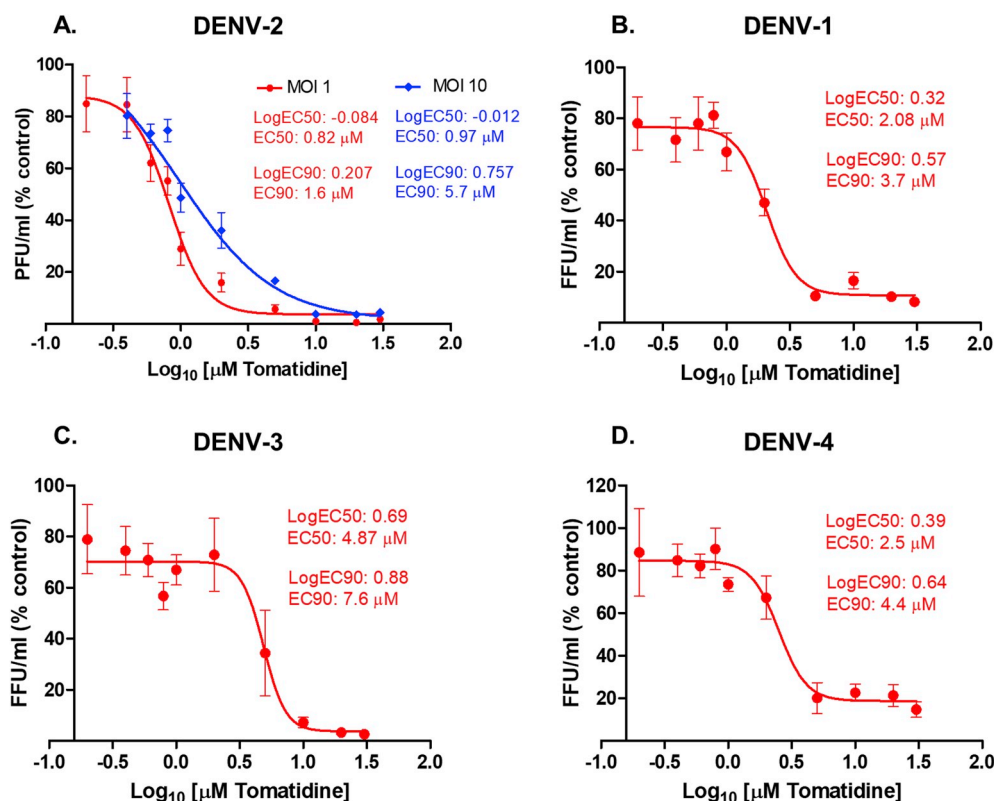 A.
DENV-2
PFU/ml (% control)
100
80
60
40
20
0
MOI 1
MOI 10
LogEC50: -0.084
EC50: 0.82 μM
LogEC90: 0.207
EC90: 1.6 μM
LogEC50: -0.012
EC50: 0.97 μM
LogEC90: 0.757
EC90: 5.7 μM
-1.0 -0.5 0.0 0.5 1.0 1.5 2.0
Log10 [μM Tomatidine]
B.
DENV-1
FFU/ml (% control)
100
80
60
40
20
0
LogEC50: 0.32
EC50: 2.08 μM
LogEC90: 0.57
EC90: 3.7 μM
-1.0 -0.5 0.0 0.5 1.0 1.5 2.0
Log10 [μM Tomatidine]
C.
DENV-3
FFU/ml (% control)
100
80
60
40
20
0
LogEC50: 0.69
EC50: 4.87 μM
LogEC90: 0.88
EC90: 7.6 μM
-1.0 -0.5 0.0 0.5 1.0 1.5 2.0
Log10 [μM Tomatidine]
D.
DENV-4
FFU/ml (% control)
120
100
80
60
40
20
0
LogEC50: 0.39
EC50: 2.5 μM
LogEC90: 0.64
EC90: 4.4 μM
-1.0 -0.5 0.0 0.5 1.0 1.5 2.0
Log10 [μM Tomatidine]